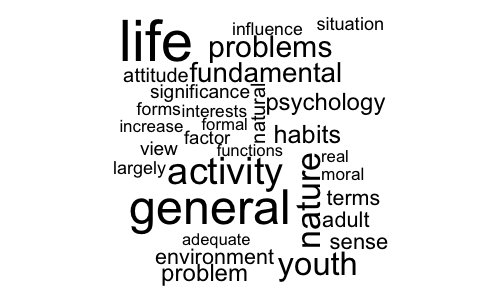 situation
influence
life
problems
attitude
fundamental
significance
natural
psychology
forms
interests
increase
formal
factor
habits
view
functions
largely
activity
nature
real
moral
general
terms
adult
adequate
sense
environment
youth
problem